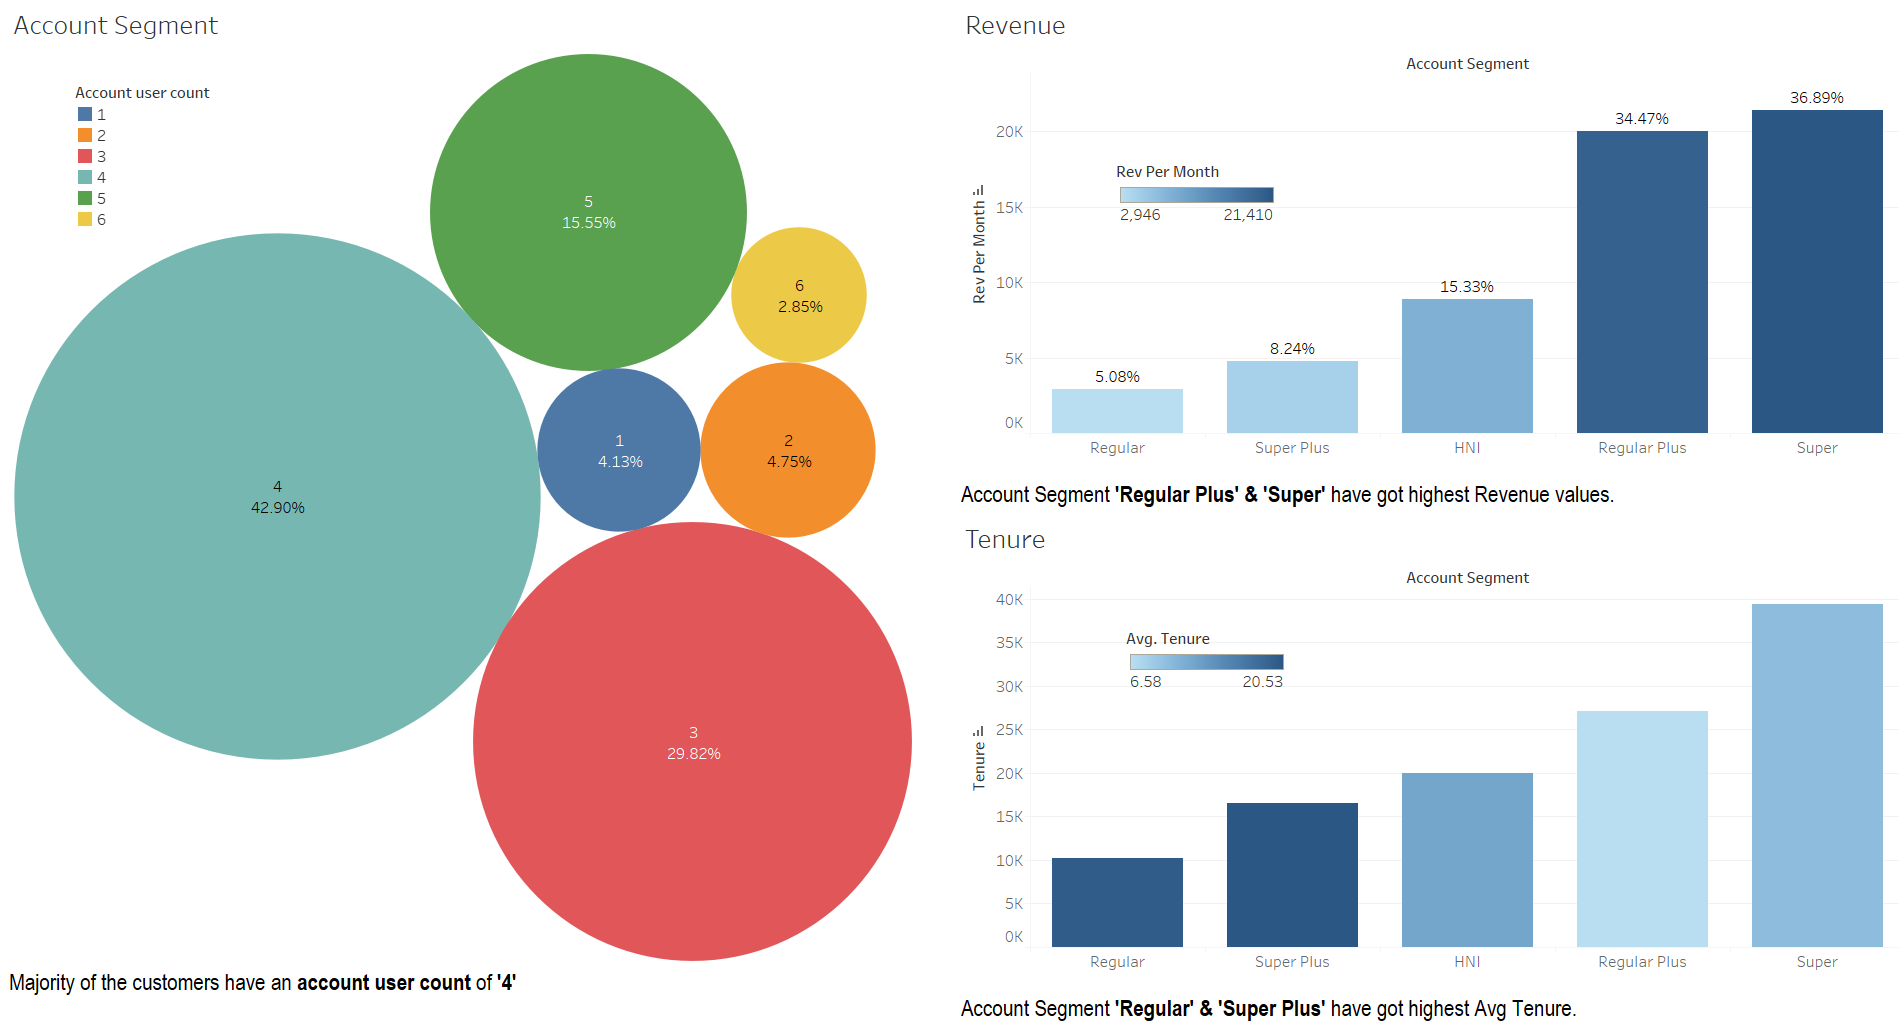 Account Segment
Account user count
1
2
3
4
5
6
5
15.55%
6
2.85%
1
4.13%
2
4.75%
4
42.90%
3
29.82%
Majority of the customers have an account user count of '4'
Revenue
Account Segment
Rev Per Month
20K
15K
10K
5K
0K
Rev Per Month
2,946 21,410
5.08%
8.24%
15.33%
34.47%
36.89%
Regular Super Plus HNI Regular Plus Super
Account Segment 'Regular Plus' & 'Super' have got highest Revenue values.
Tenure
Account Segment
Tenure
40K
35K
30K
25K
20K
15K
10K
5K
0K
Avg. Tenure
6.58 20.53
Regular Super Plus HNI Regular Plus Super
Account Segment 'Regular' & 'Super Plus' have got highest Avg Tenure.